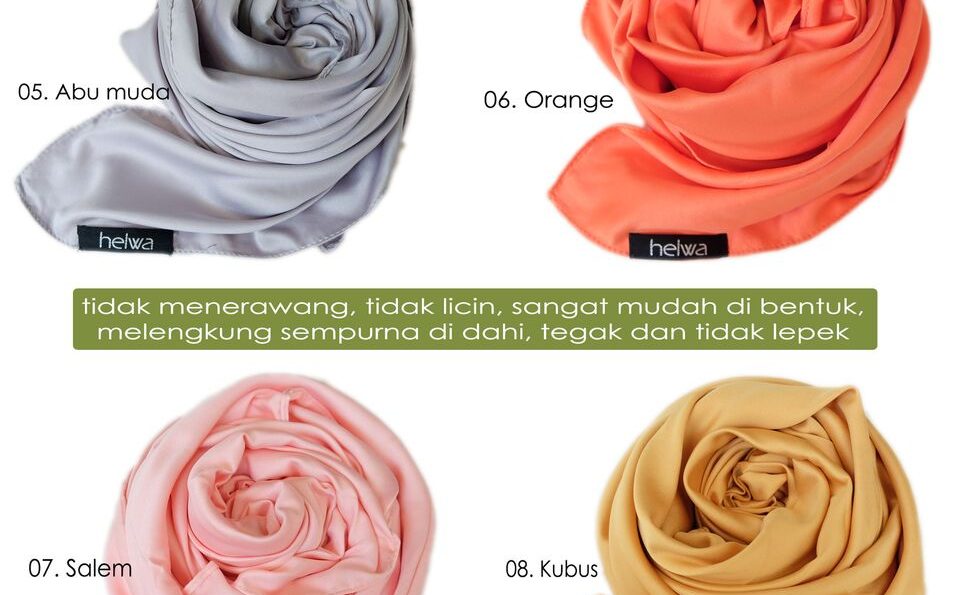 05. Abu muda
06. Orange
helwa
helwa
tidak menerawang, tidak licin, sangat mudah di bentuk,
melengkung sempurna di dahi, tegak dan tidak lepek
07. Salem
08. Kubus